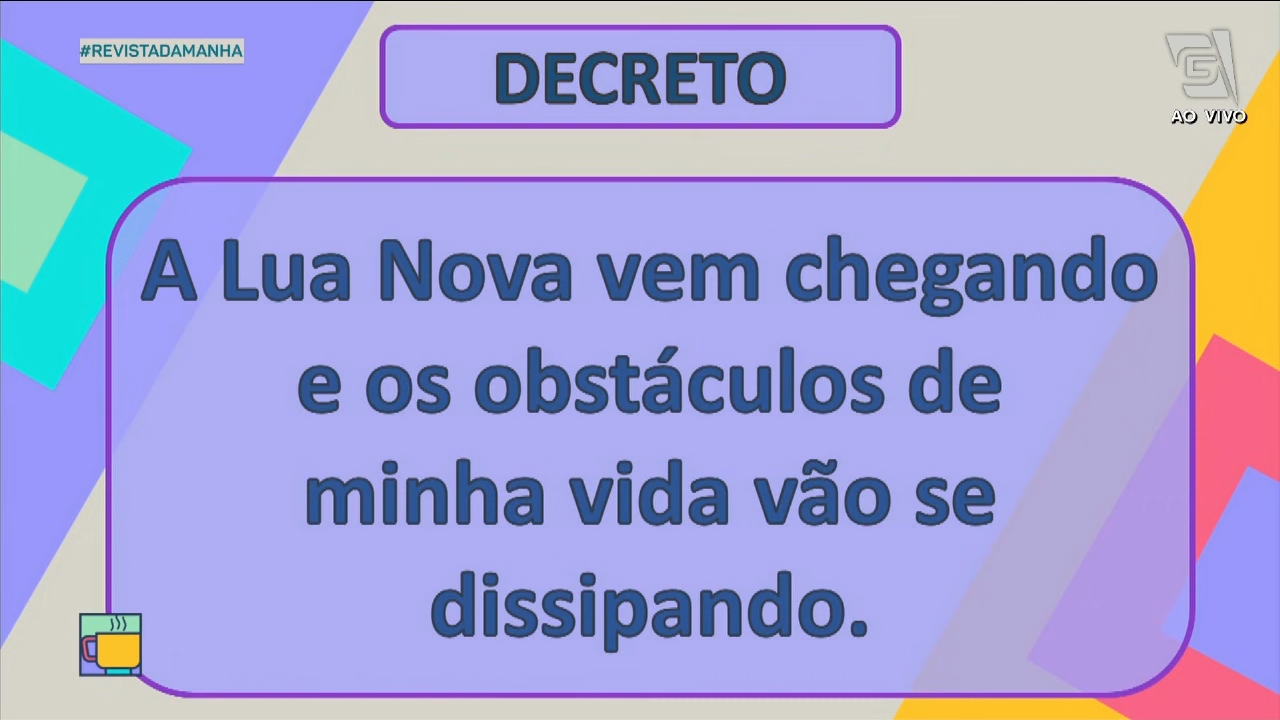 #REVISTADAMANHA
DECRETO
G
AO VIVO
A Lua Nova vem chegando
e os obstáculos de
minha vida vão se
dissipando.